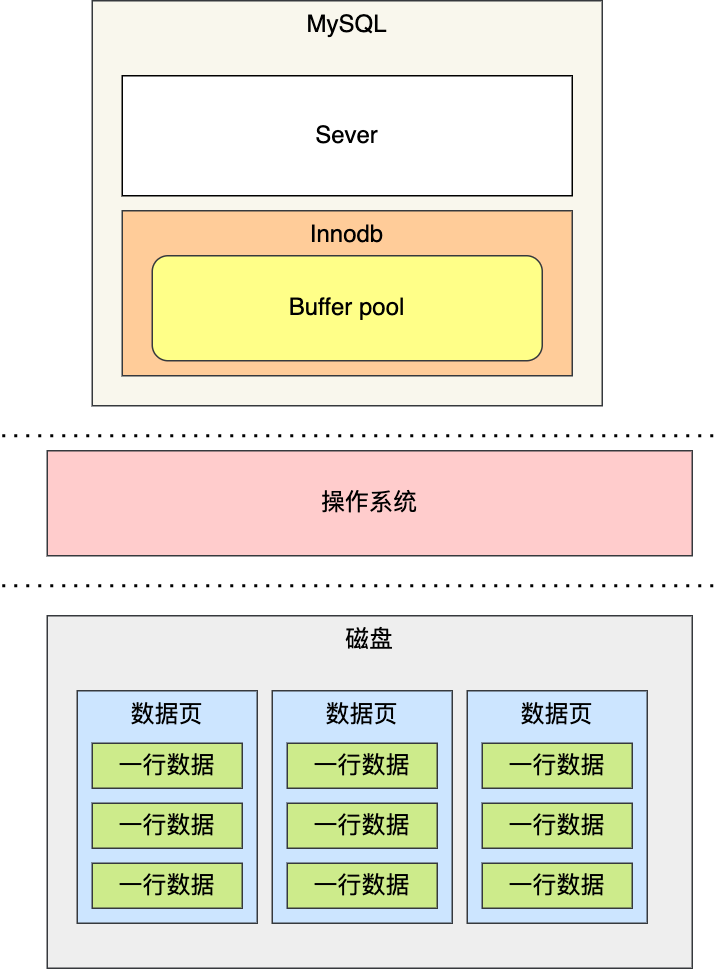 MySQL
Sever
Innodb
Buffer pool
操作系统
磁盘
数据页 数据页 数据页
一行数据 一行数据 一行数据
一行数据 一行数据 一行数据
一行数据 一行数据 一行数据